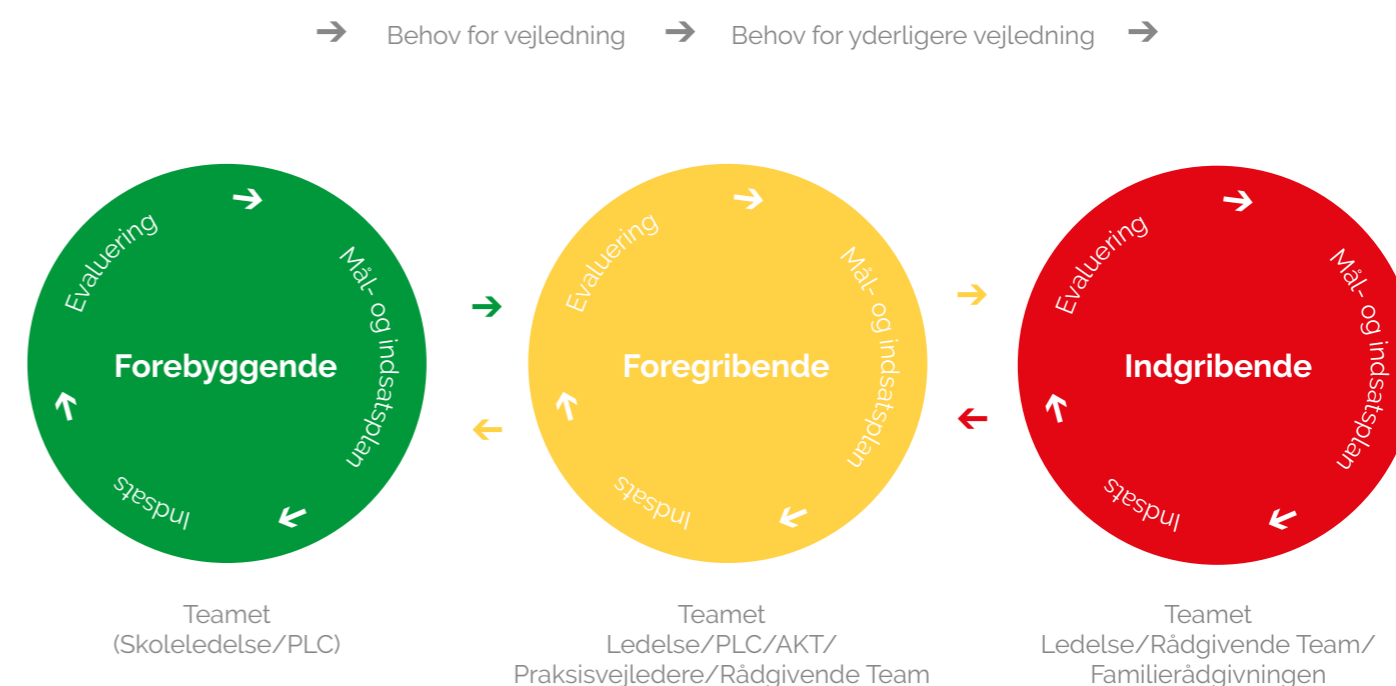 Behov for vejledning
Behov for yderligere vejledning
Evaluering
Mål- og indsatsplan
Forebyggende
Indsats
Evaluering
Mål- og indsatsplan
Foregribende
Indsats
Evaluering
Mål- og indsatsplan
Indgribende
Indsats
Teamet
(Skoleledelse/PLC)
Teamet
Ledelse/PLC/AKT/
Praksisvejledere/Rådgivende Team
Teamet
Ledelse/Rådgivende Team/
Familierådgivningen